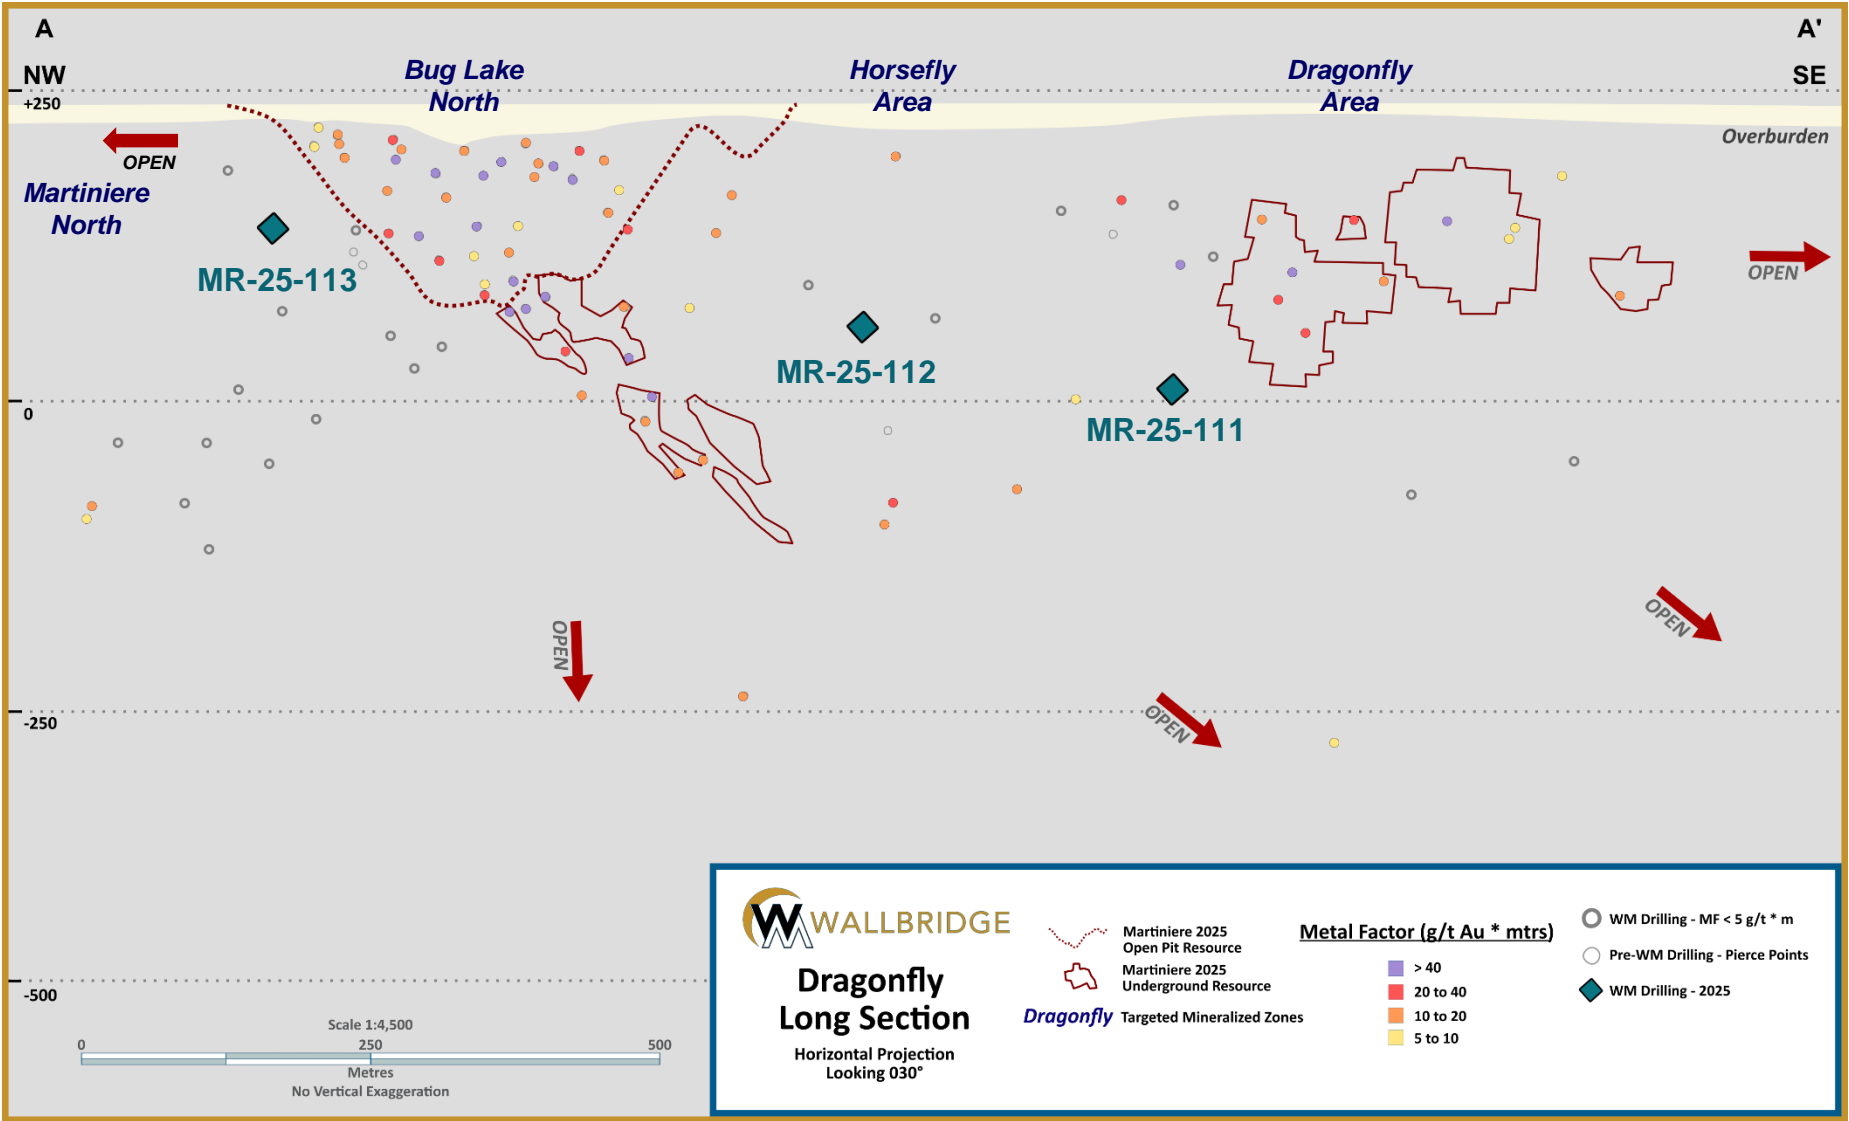 A
A'
NW
SE
Bug Lake
North
Horsefly
Area
Dragonfly
Area
+250
Overburden
OPEN
Martiniere
North
OPEN
MR-25-113
MR-25-112
MR-25-111
0
OPEN
OPEN
OPEN
-250
-500
WALLBRIDGE
Dragonfly
Long Section
Horizontal Projection
Looking 030°
Martiniere 2025
Open Pit Resource
Martiniere 2025
Underground Resource
Dragonfly Targeted Mineralized Zones
Metal Factor (g/t Au * mtrs)
> 40
20 to 40
10 to 20
5 to 10
WM Drilling - MF < 5 g/t * m
Pre-WM Drilling - Pierce Points
WM Drilling - 2025
Scale 1:4,500
0 250 500
Metres
No Vertical Exaggeration